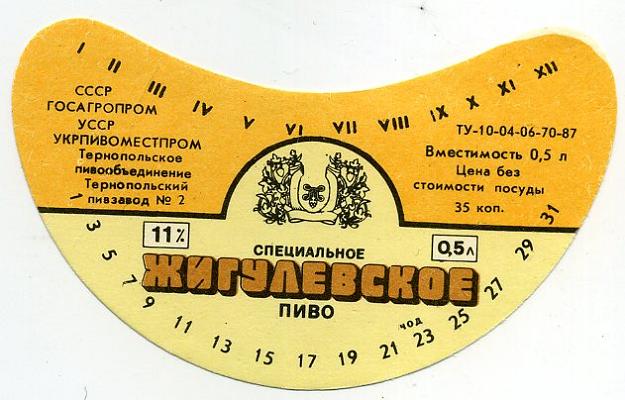 I II III IV V VI VII VIII IX X XI XII
СССР
ГОСАГРОПРОМ
УССР
УКРПИВОМЕСТПРОМ
Тернопольское
пивообъединение
Тернопольский
пивзавод № 2
ТУ-10-04-06-70-87
Вместимость 0,5 л
Цена без
стоимости посуды
35 коп.
11%
СПЕЦИАЛЬНОЕ
0,5л
ЖИГУЛЕВСКОЕ
ПИВО
1 3 5 7 9 11 13 15 17 19 21 23 25 27 29 31
чод